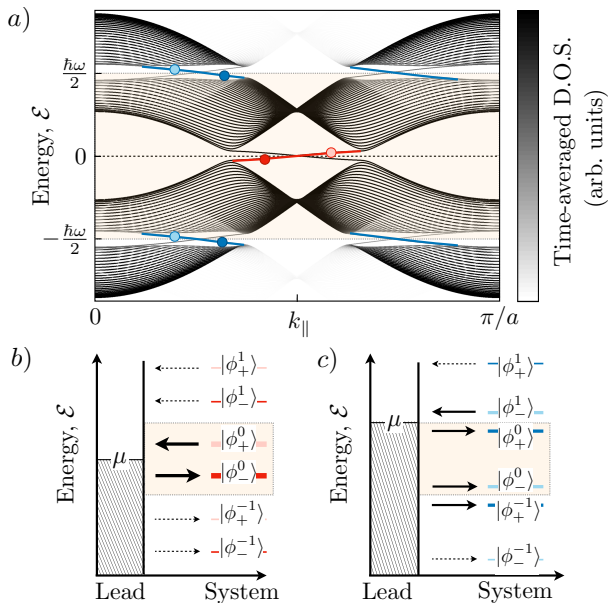 a)
Energy, ℰ
ħω/2
0
−ħω/2
0
k∥
π/a
Time-averaged D.O.S.
(arb. units)
b)
Energy, ℰ
μ
|ϕ₊¹⟩
|ϕ₋¹⟩
|ϕ₊⁰⟩
|ϕ₋⁰⟩
|ϕ₊⁻¹⟩
|ϕ₋⁻¹⟩
Lead
System
c)
Energy, ℰ
μ
|ϕ₊¹⟩
|ϕ₋¹⟩
|ϕ₊⁰⟩
|ϕ₋⁰⟩
|ϕ₊⁻¹⟩
|ϕ₋⁻¹⟩
Lead
System